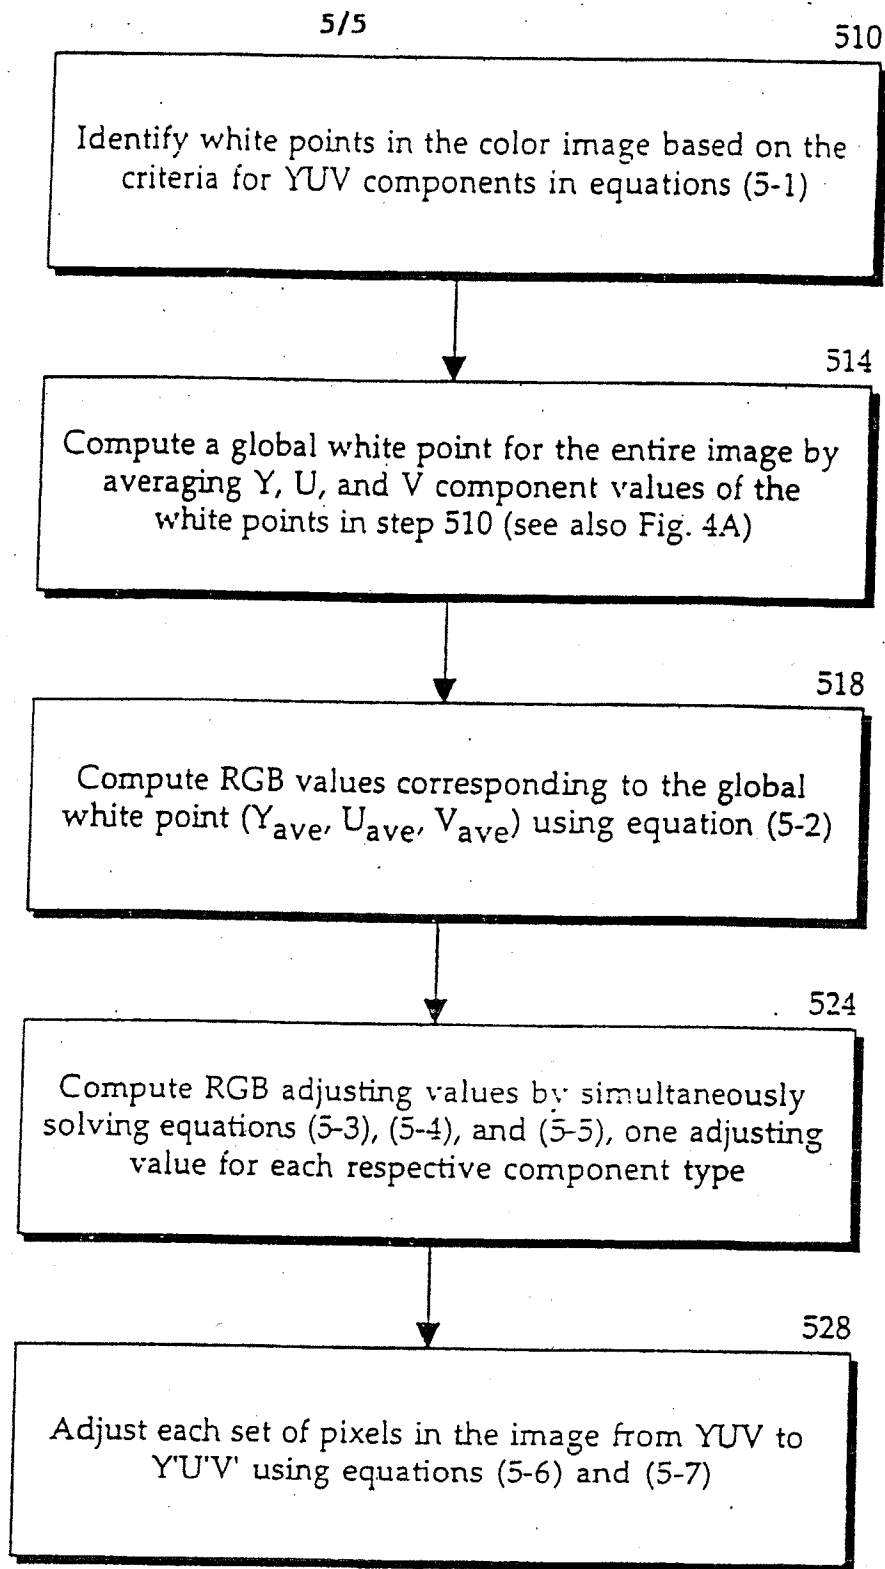 5/5
510
Identify white points in the color image based on the
criteria for YUV components in equations (5-1)
514
Compute a global white point for the entire image by
averaging Y, U, and V component values of the
white points in step 510 (see also Fig. 4A)
518
Compute RGB values corresponding to the global
white point (Yave, Uave, Vave) using equation (5-2)
524
Compute RGB adjusting values by simultaneously
solving equations (5-3), (5-4), and (5-5), one adjusting
value for each respective component type
528
Adjust each set of pixels in the image from YUV to
Y'U'V' using equations (5-6) and (5-7)